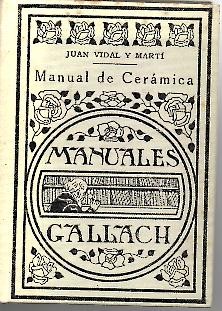 JUAN VIDAL Y MARTÍ
Manual de Cerámica
MANUALES
GALLACH